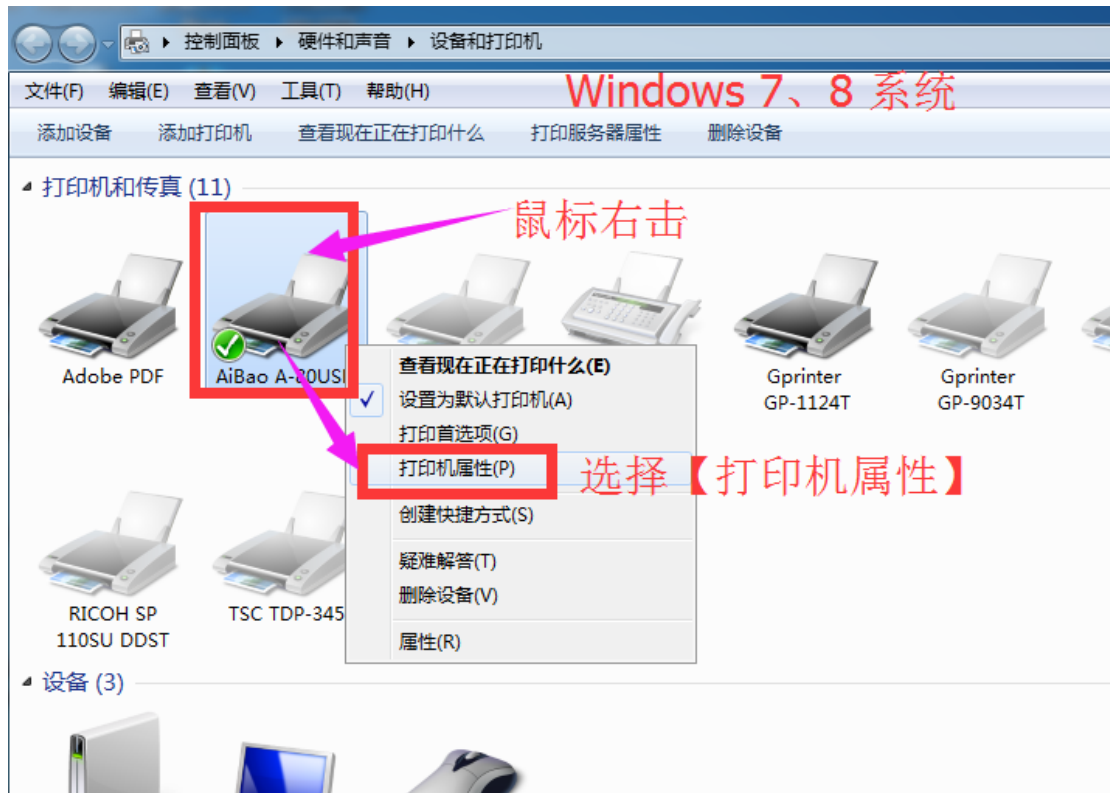 控制面板 硬件和声音 设备和打印机
文件(F) 编辑(E) 查看(V) 工具(T) 帮助(H)
Windows 7、8 系统
添加设备 添加打印机 查看现在正在打印什么 打印服务器属性 删除设备
打印机和传真 (11)
鼠标右击
Adobe PDF
AiBao A-80USB
Gprinter
GP-1124T
Gprinter
GP-9034T
查看现在正在打印什么(E)
设置为默认打印机(A)
打印首选项(G)
打印机属性(P)
选择【打印机属性】
创建快捷方式(S)
疑难解答(T)
删除设备(V)
属性(R)
RICOH SP
110SU DDST
TSC TDP-345
设备 (3)